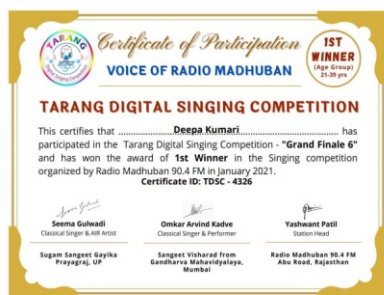 TARANG
Digital Singing Competition
Certificate of Participation
VOICE OF RADIO MADHUBAN
1ST
WINNER
(Age Group)
21-39 yrs
TARANG DIGITAL SINGING COMPETITION
This certifies that ....................Deepa Kumari.................... has
participated in the Tarang Digital Singing Competition - "Grand Finale 6"
and has won the award of 1st Winner in the Singing competition
organized by Radio Madhuban 90.4 FM in January 2021.
Certificate ID: TDSC - 4326
Seema Gulwadi
Classical Singer & AIR Artist
Sugam Sangeet Gayika
Prayagraj, UP
Omkar Arvind Kadve
Classical Singer & Performer
Sangeet Visharad from
Gandharva Mahavidyalaya,
Mumbai
Yashwant Patil
Station Head
Radio Madhuban 90.4 FM
Abu Road, Rajasthan